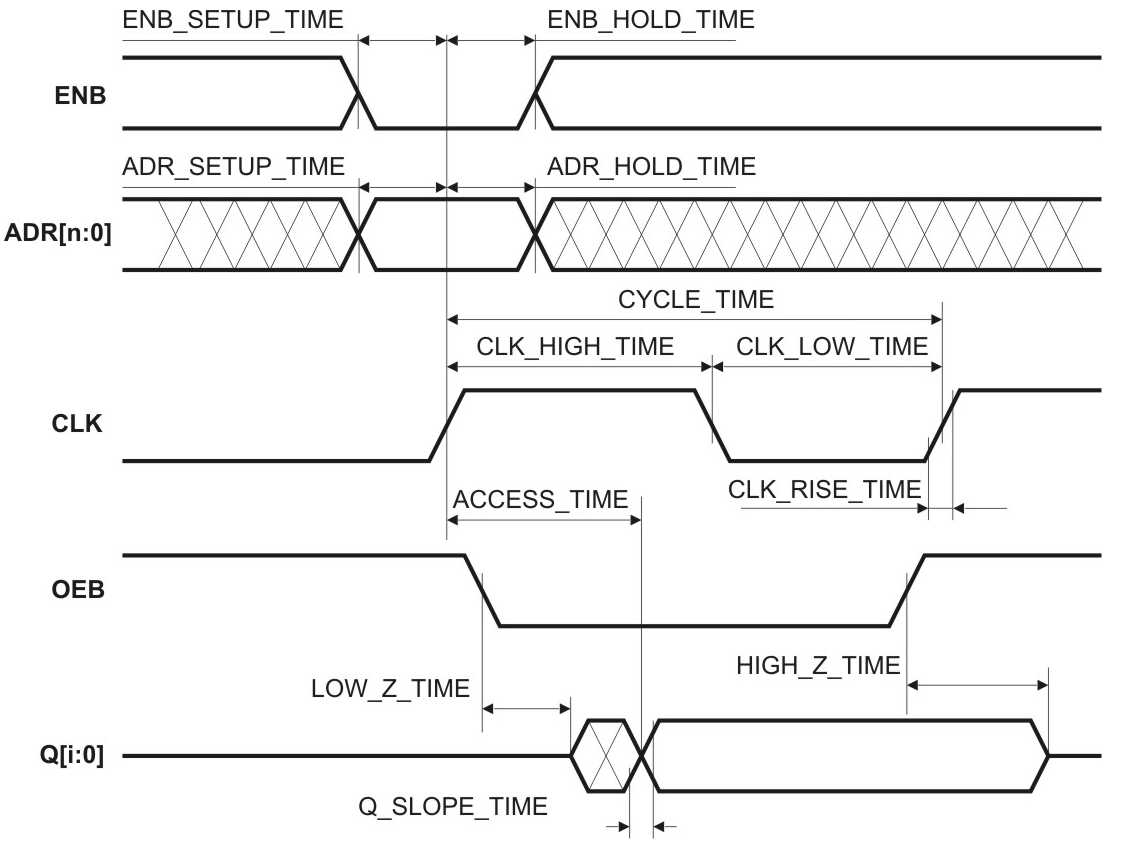 ENB_SETUP_TIME ENB_HOLD_TIME
ENB
ADR_SETUP_TIME ADR_HOLD_TIME
ADR[n:0]
CYCLE_TIME
CLK_HIGH_TIME CLK_LOW_TIME
CLK
CLK_RISE_TIME
ACCESS_TIME
OEB
HIGH_Z_TIME
LOW_Z_TIME
Q[i:0]
Q_SLOPE_TIME